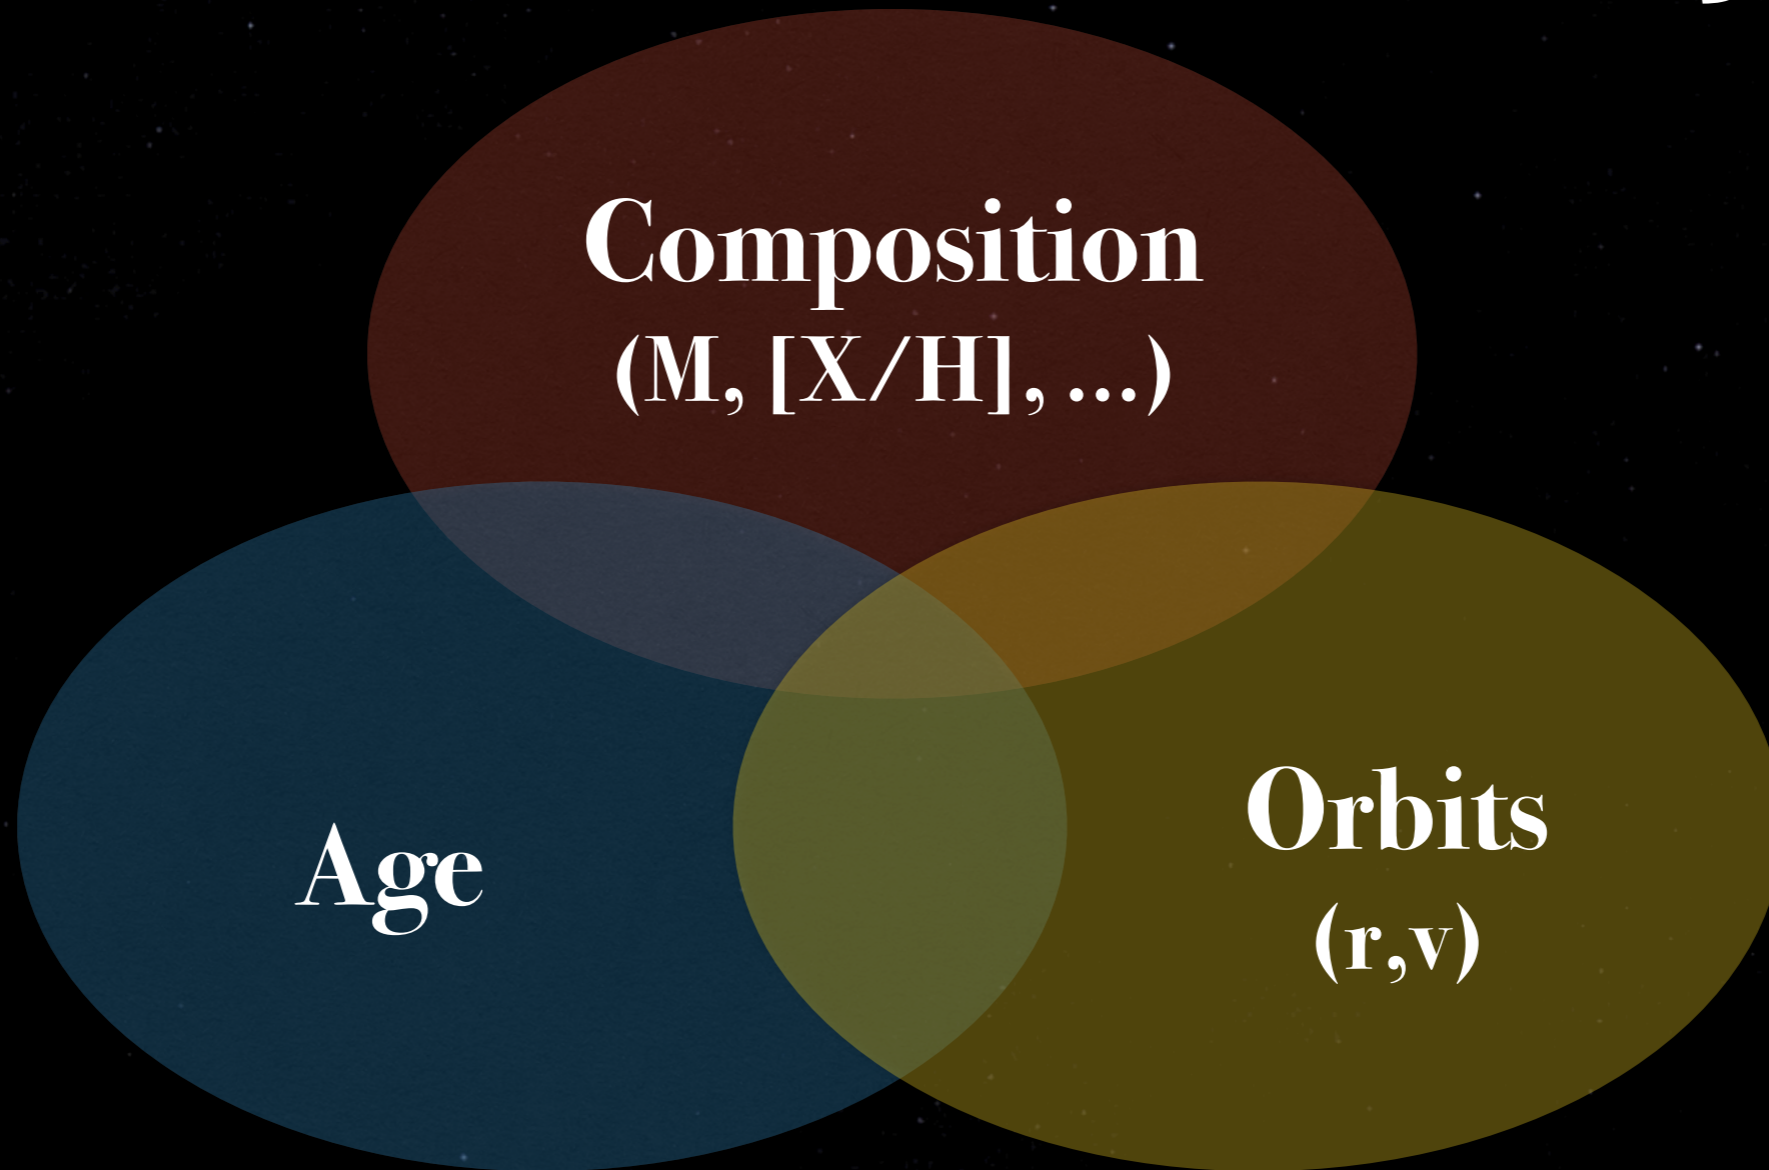 Composition
(M, [X/H], ...)
Age
Orbits
(r,v)